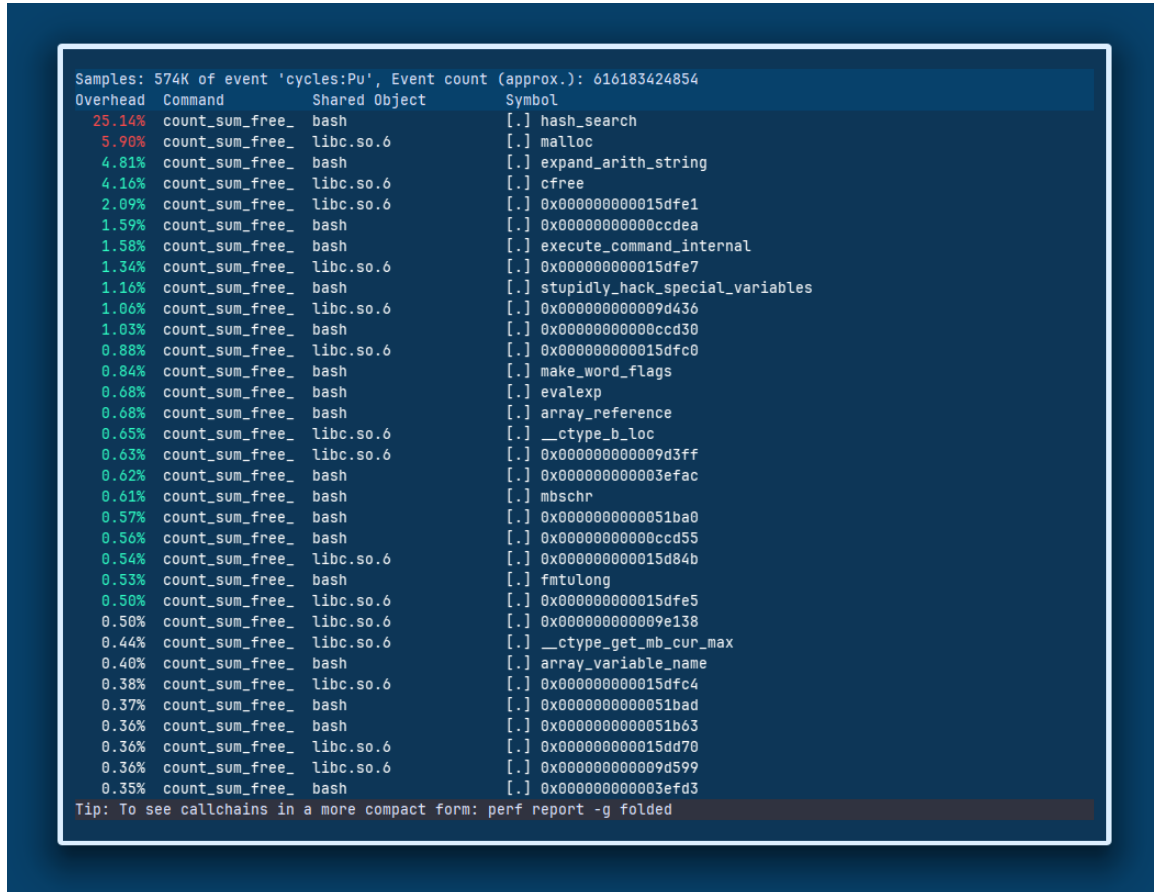 Samples: 574K of event 'cycles:Pu', Event count (approx.): 616183424854
Overhead  Command          Shared Object         Symbol
25.14%  count_sum_free_  bash                  [.] hash_search
5.90%  count_sum_free_  libc.so.6             [.] malloc
4.81%  count_sum_free_  bash                  [.] expand_arith_string
4.16%  count_sum_free_  libc.so.6             [.] cfree
2.09%  count_sum_free_  libc.so.6             [.] 0x000000000015dfe1
1.59%  count_sum_free_  bash                  [.] 0x00000000000ccdea
1.58%  count_sum_free_  bash                  [.] execute_command_internal
1.34%  count_sum_free_  libc.so.6             [.] 0x000000000015dfe7
1.16%  count_sum_free_  bash                  [.] stupidly_hack_special_variables
1.06%  count_sum_free_  libc.so.6             [.] 0x000000000009d436
1.03%  count_sum_free_  bash                  [.] 0x00000000000ccd30
0.88%  count_sum_free_  libc.so.6             [.] 0x000000000015dfc0
0.84%  count_sum_free_  bash                  [.] make_word_flags
0.68%  count_sum_free_  bash                  [.] evalexp
0.68%  count_sum_free_  bash                  [.] array_reference
0.65%  count_sum_free_  libc.so.6             [.] __ctype_b_loc
0.63%  count_sum_free_  libc.so.6             [.] 0x000000000009d3ff
0.62%  count_sum_free_  bash                  [.] 0x000000000003efac
0.61%  count_sum_free_  bash                  [.] mbschr
0.57%  count_sum_free_  bash                  [.] 0x0000000000051ba0
0.56%  count_sum_free_  bash                  [.] 0x00000000000ccd55
0.54%  count_sum_free_  libc.so.6             [.] 0x000000000015d84b
0.53%  count_sum_free_  bash                  [.] fmtulong
0.50%  count_sum_free_  libc.so.6             [.] 0x000000000015dfe5
0.50%  count_sum_free_  libc.so.6             [.] 0x000000000009e138
0.44%  count_sum_free_  libc.so.6             [.] __ctype_get_mb_cur_max
0.40%  count_sum_free_  bash                  [.] array_variable_name
0.38%  count_sum_free_  libc.so.6             [.] 0x000000000015dfc4
0.37%  count_sum_free_  bash                  [.] 0x0000000000051bad
0.36%  count_sum_free_  bash                  [.] 0x0000000000051b63
0.36%  count_sum_free_  libc.so.6             [.] 0x000000000015dd70
0.36%  count_sum_free_  libc.so.6             [.] 0x000000000009d599
0.35%  count_sum_free_  bash                  [.] 0x000000000003efd3
Tip: To see callchains in a more compact form: perf report -g folded